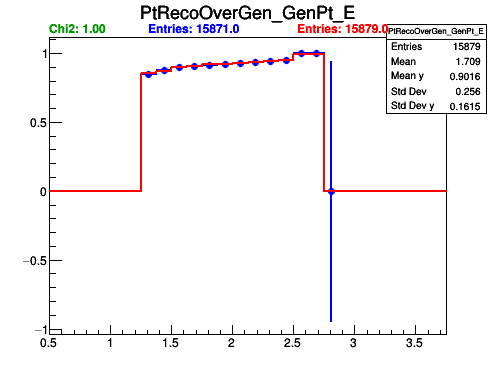 PtRecoOverGen_GenPt_E
Chi2: 1.00 Entries: 15871.0 Entries: 15879.0
PtRecoOverGen_GenPt_E
Entries 15879
Mean 1.709
Mean y 0.9016
Std Dev 0.256
Std Dev y 0.1615
1
0.5
0
−0.5
−1
0.5 1 1.5 2 2.5 3 3.5